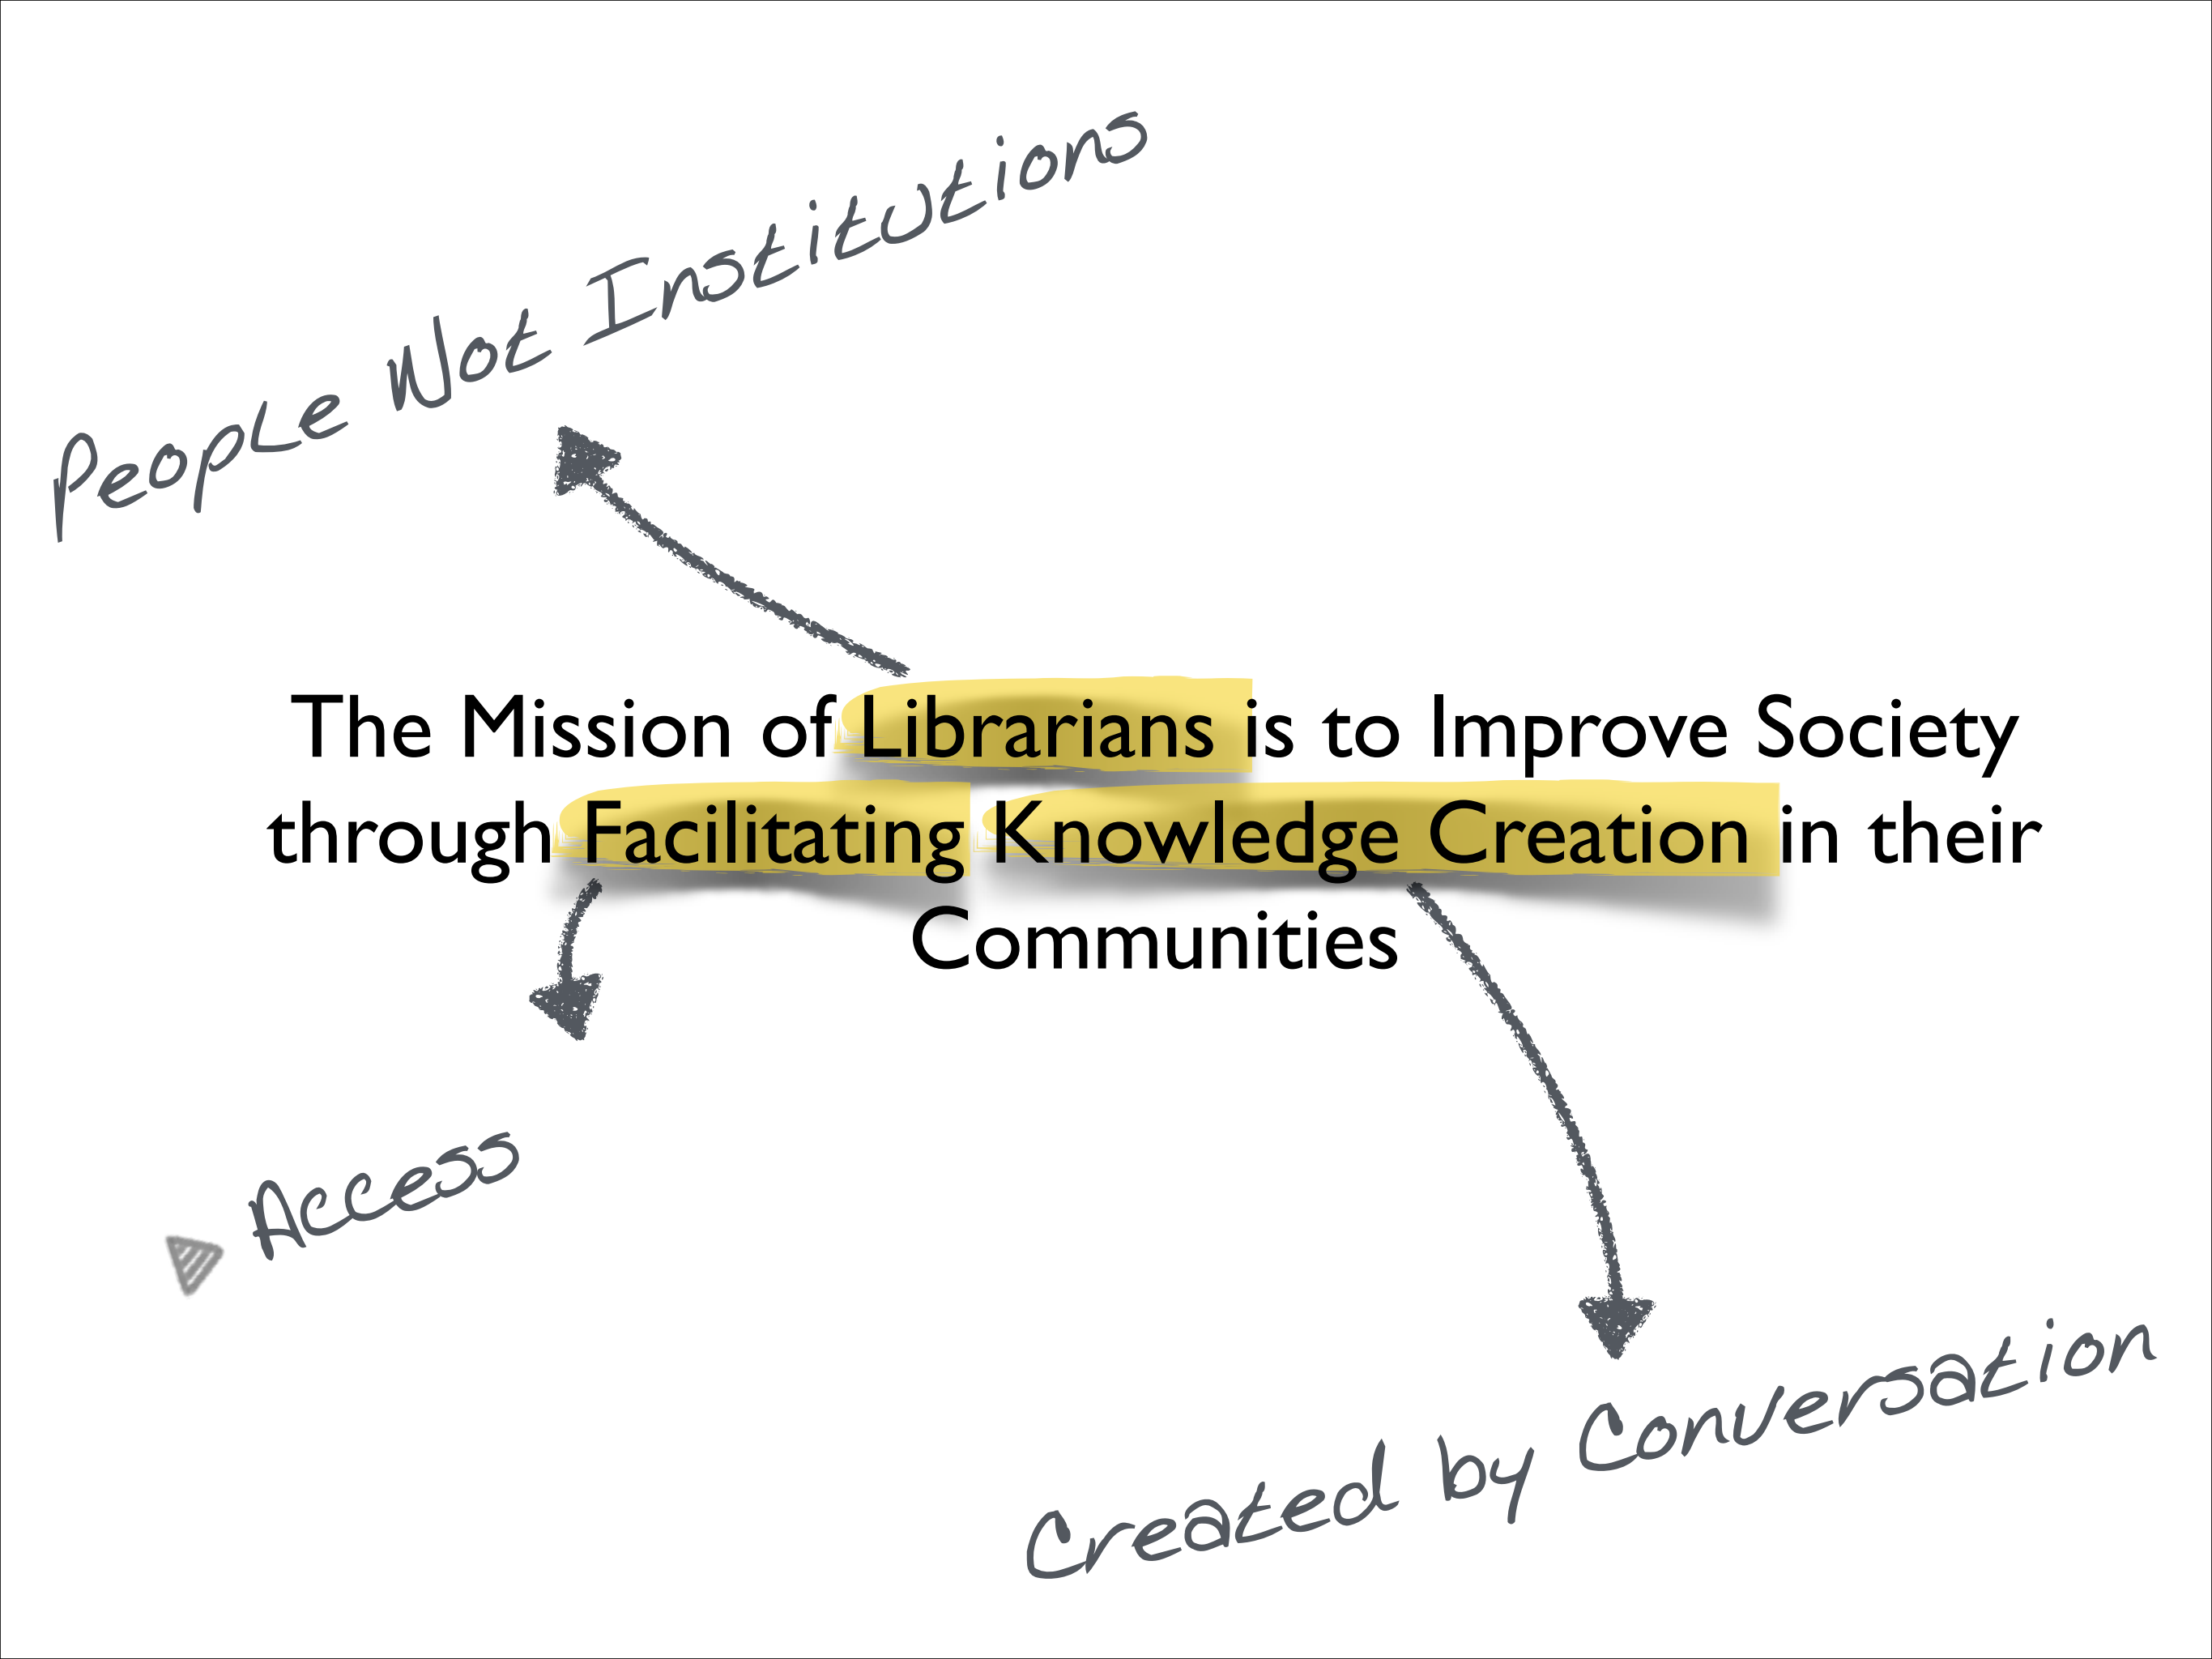 People Not Institutions
The Mission of Librarians is to Improve Society
through Facilitating Knowledge Creation in their
Communities
Access
Created by Conversation